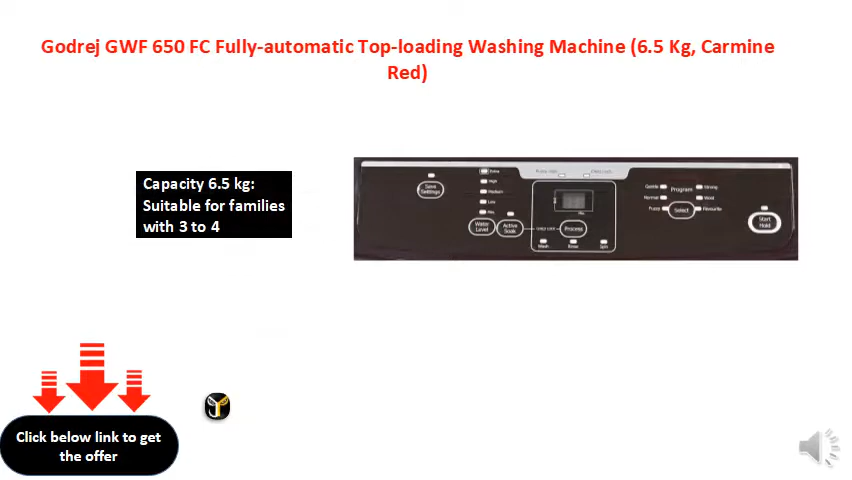 Godrej GWF 650 FC Fully-automatic Top-loading Washing Machine (6.5 Kg, Carmine
Red)
Capacity 6.5 kg:
Suitable for families
with 3 to 4
Save
Settings
Extra
High
Medium
Low
Water
Level
Active
Soak
Process
Wash
Rinse
Spin
Gentle
Program
Strong
Normal
Fuzzy
Select
Favourite
Start
Hold
Click below link to get
the offer